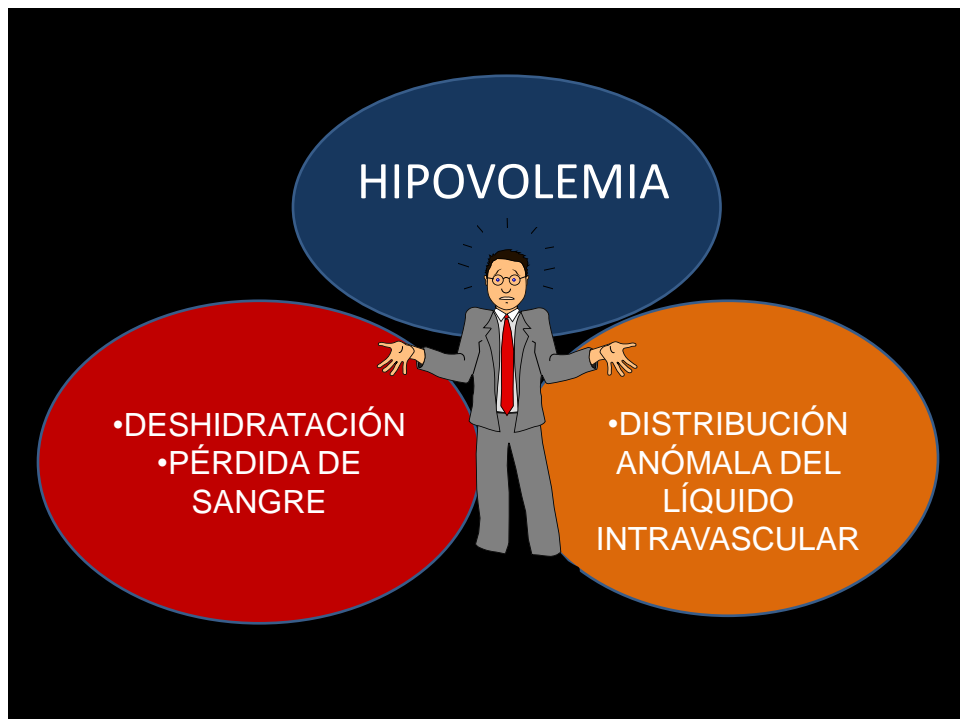 HIPOVOLEMIA
•DESHIDRATACIÓN
•PÉRDIDA DE
SANGRE
•DISTRIBUCIÓN
ANÓMALA DEL
LÍQUIDO
INTRAVASCULAR